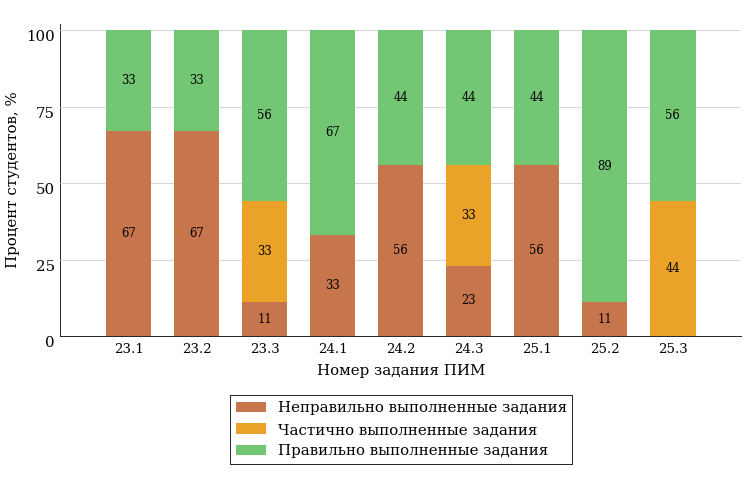 100
75
50
25
0
Процент студентов, %
33 33 56 67 44 44 44 89 56
33 33 44
67 67 11 33 56 23 56 11
23.1 23.2 23.3 24.1 24.2 24.3 25.1 25.2 25.3
Номер задания ПИМ
Неправильно выполненные задания
Частично выполненные задания
Правильно выполненные задания